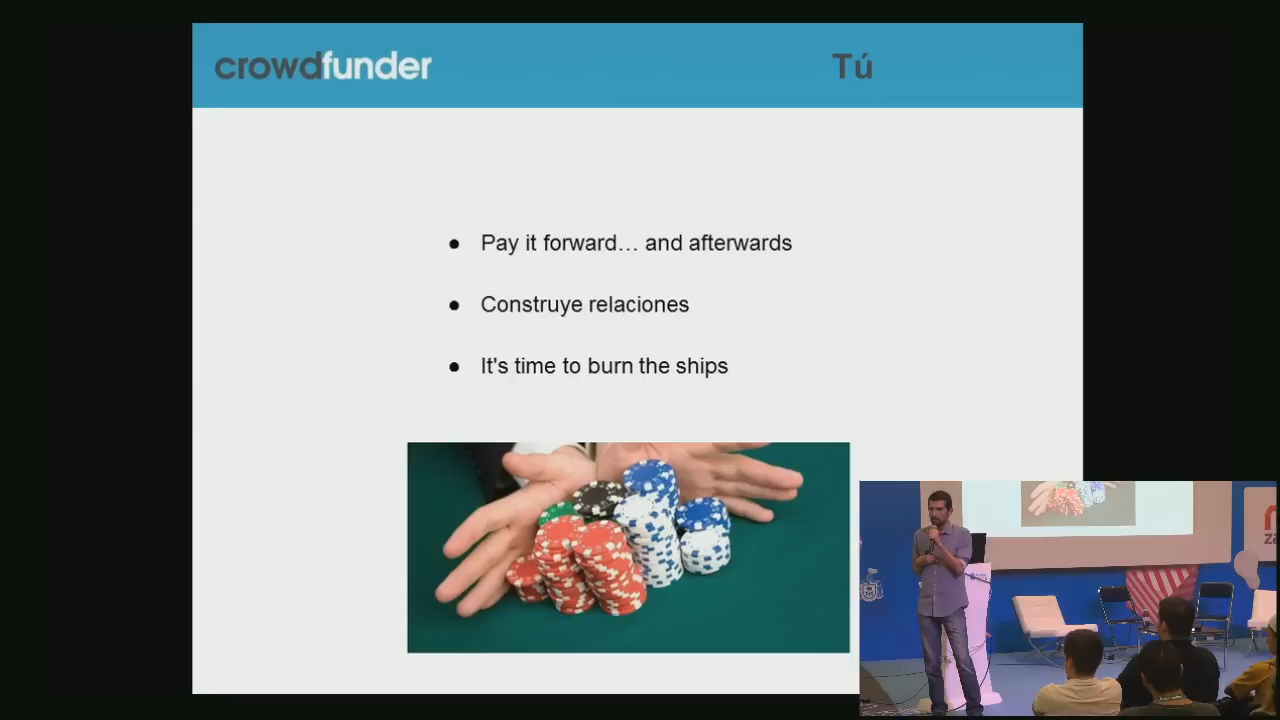 crowdfunder
Tú
● Pay it forward… and afterwards
● Construye relaciones
● It's time to burn the ships